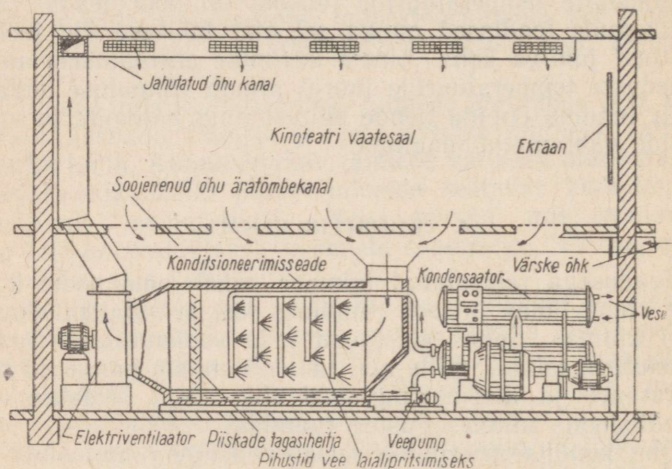 Jahutatud õhu kanal
Kinoteatri vaatesaal
Ekraan
Soojenenud õhu äratõmbekanal
Värske õhk
Konditsioneerimisseade
Kondensaator
Vesi
Elektriventilaator
Piiskade tagasiheitja
Veepump
Pihustid vee laialipritsimiseks